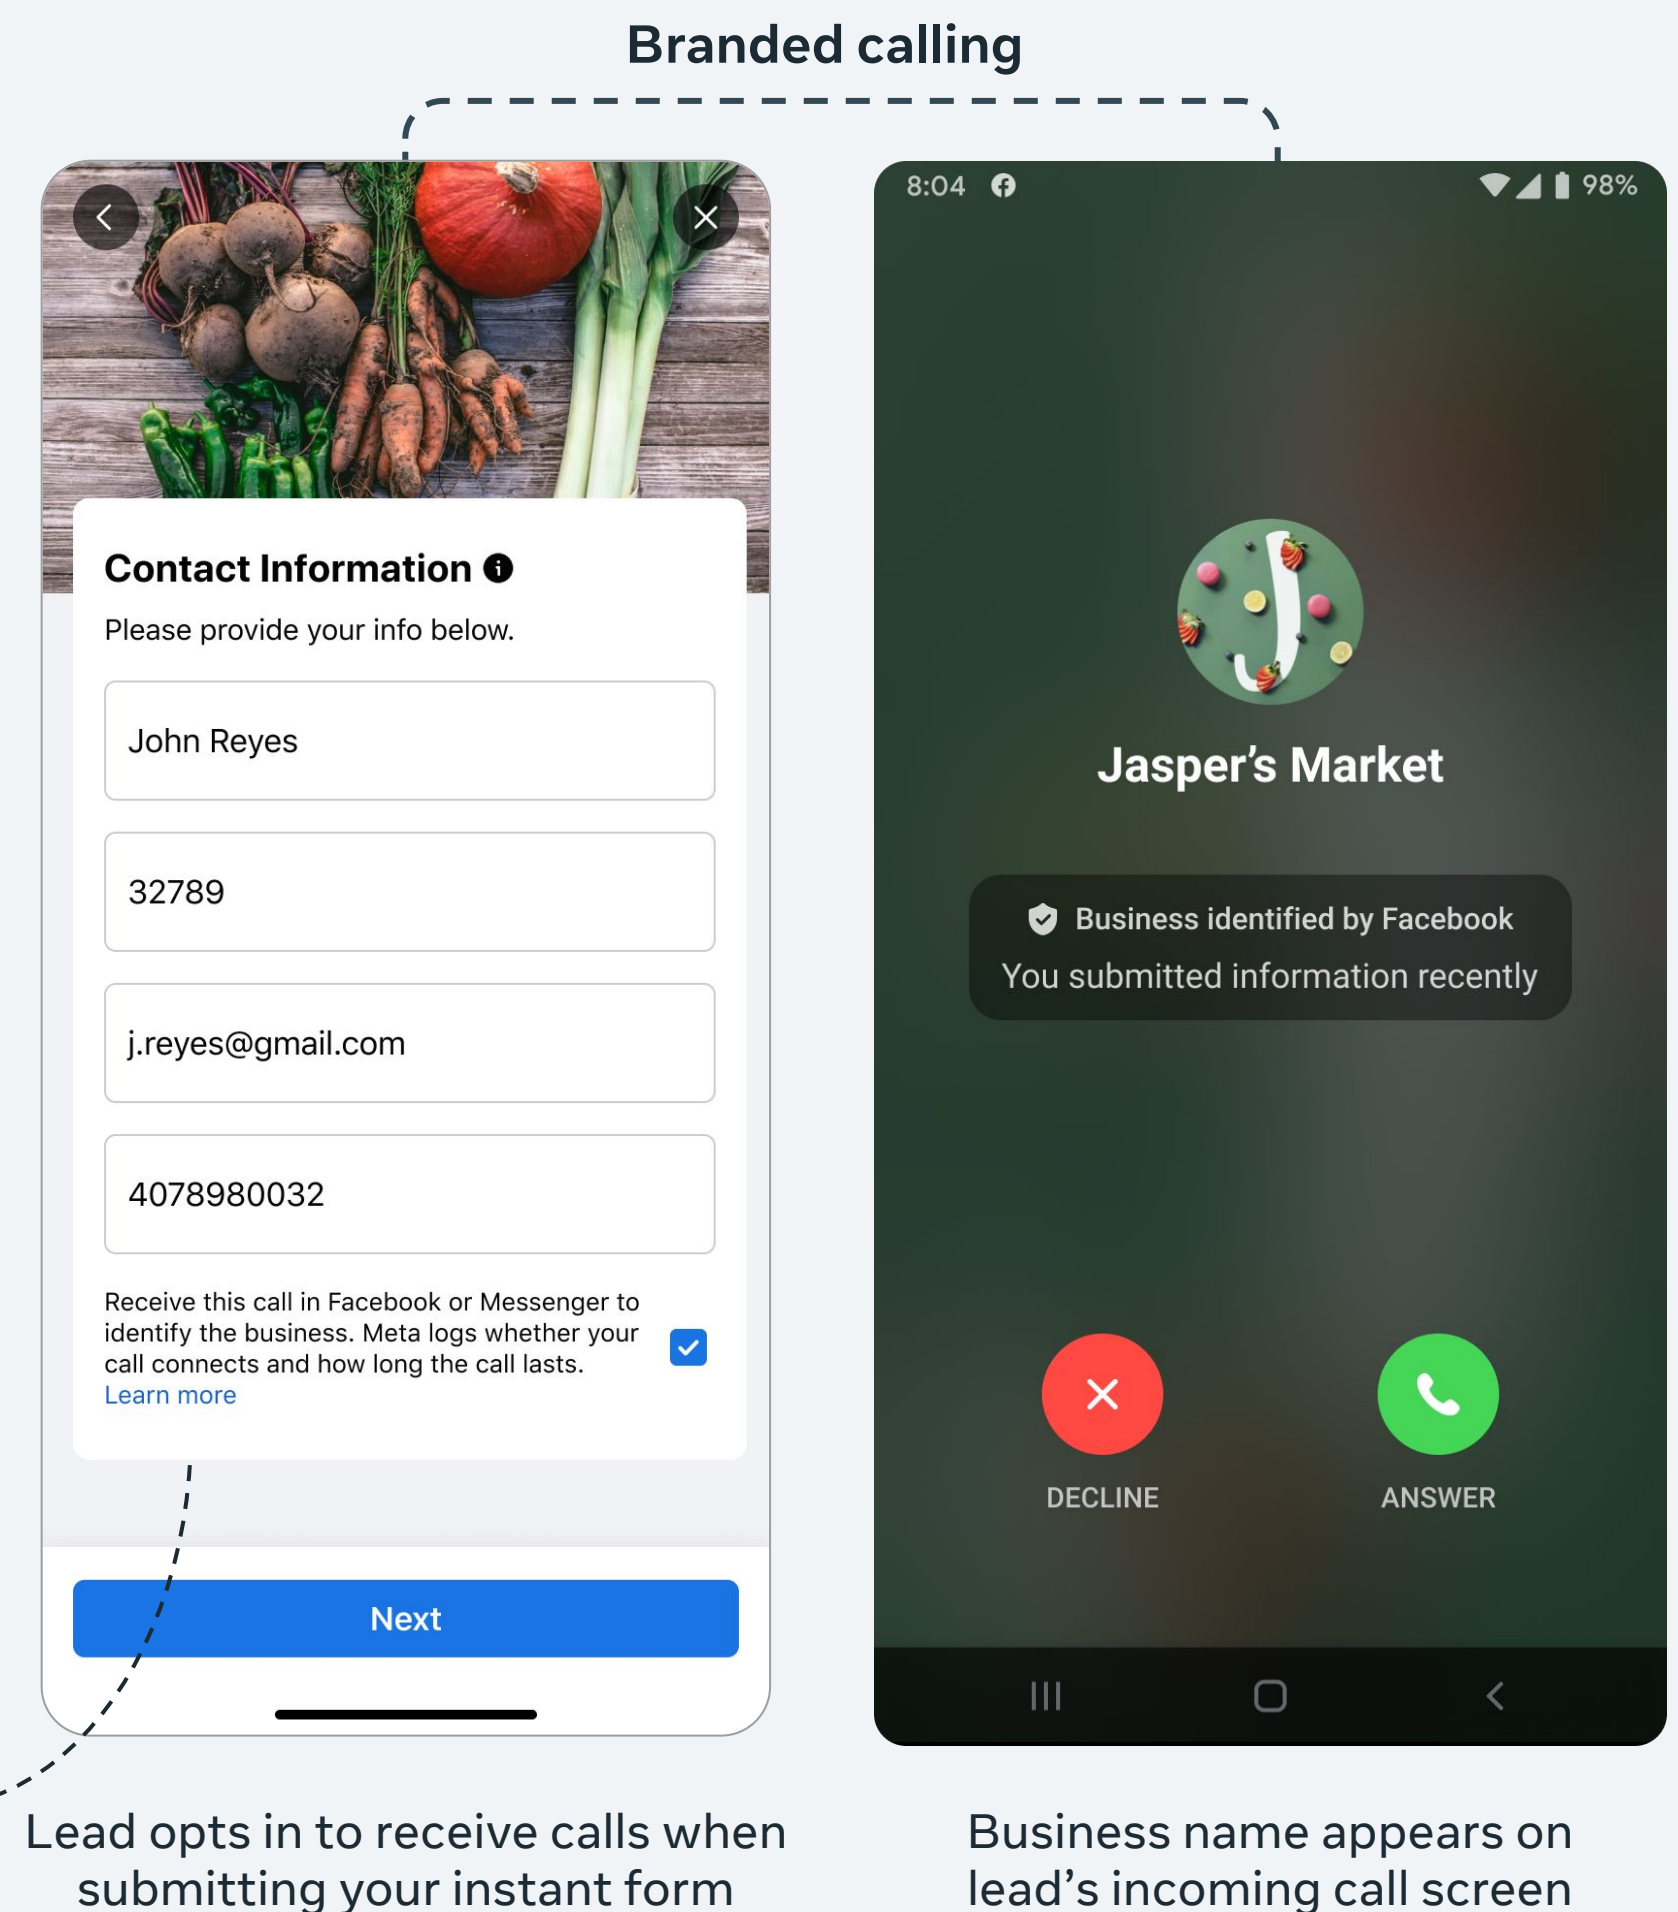 Branded calling
Contact Information
Please provide your info below.
John Reyes
32789
j.reyes@gmail.com
4078980032
Receive this call in Facebook or Messenger to
identify the business. Meta logs whether your
call connects and how long the call lasts.
Learn more
Next
Lead opts in to receive calls when
submitting your instant form
8:04 98%
J
Jasper’s Market
Business identified by Facebook
You submitted information recently
DECLINE ANSWER
Business name appears on
lead’s incoming call screen